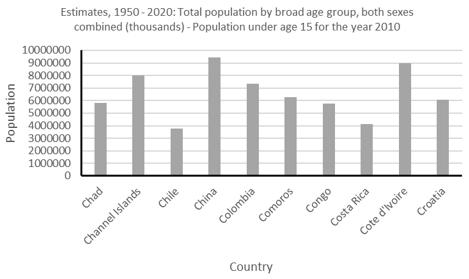 Estimates, 1950 - 2020: Total population by broad age group, both sexes
combined (thousands) - Population under age 15 for the year 2010
Population
10000000
9000000
8000000
7000000
6000000
5000000
4000000
3000000
2000000
1000000
0
Chad
Channel Islands
Chile
China
Colombia
Comoros
Congo
Costa Rica
Cote d'Ivoire
Croatia
Country